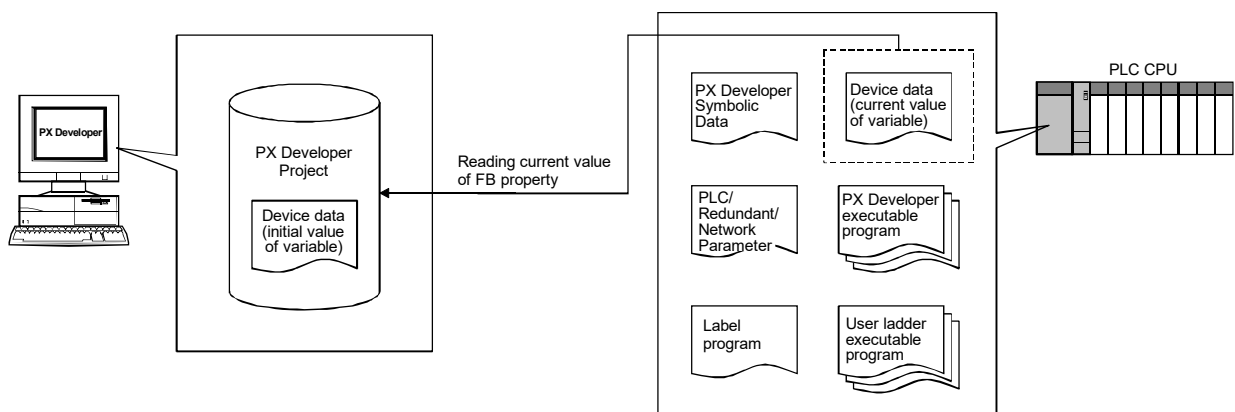 PX Developer
PX Developer
Project
Device data
(initial value
of variable)
Reading current value
of FB property
PX Developer
Symbolic
Data
Device data
(current value
of variable)
PLC/
Redundant/
Network
Parameter
PX Developer
executable
program
Label
program
User ladder
executable
program
PLC CPU